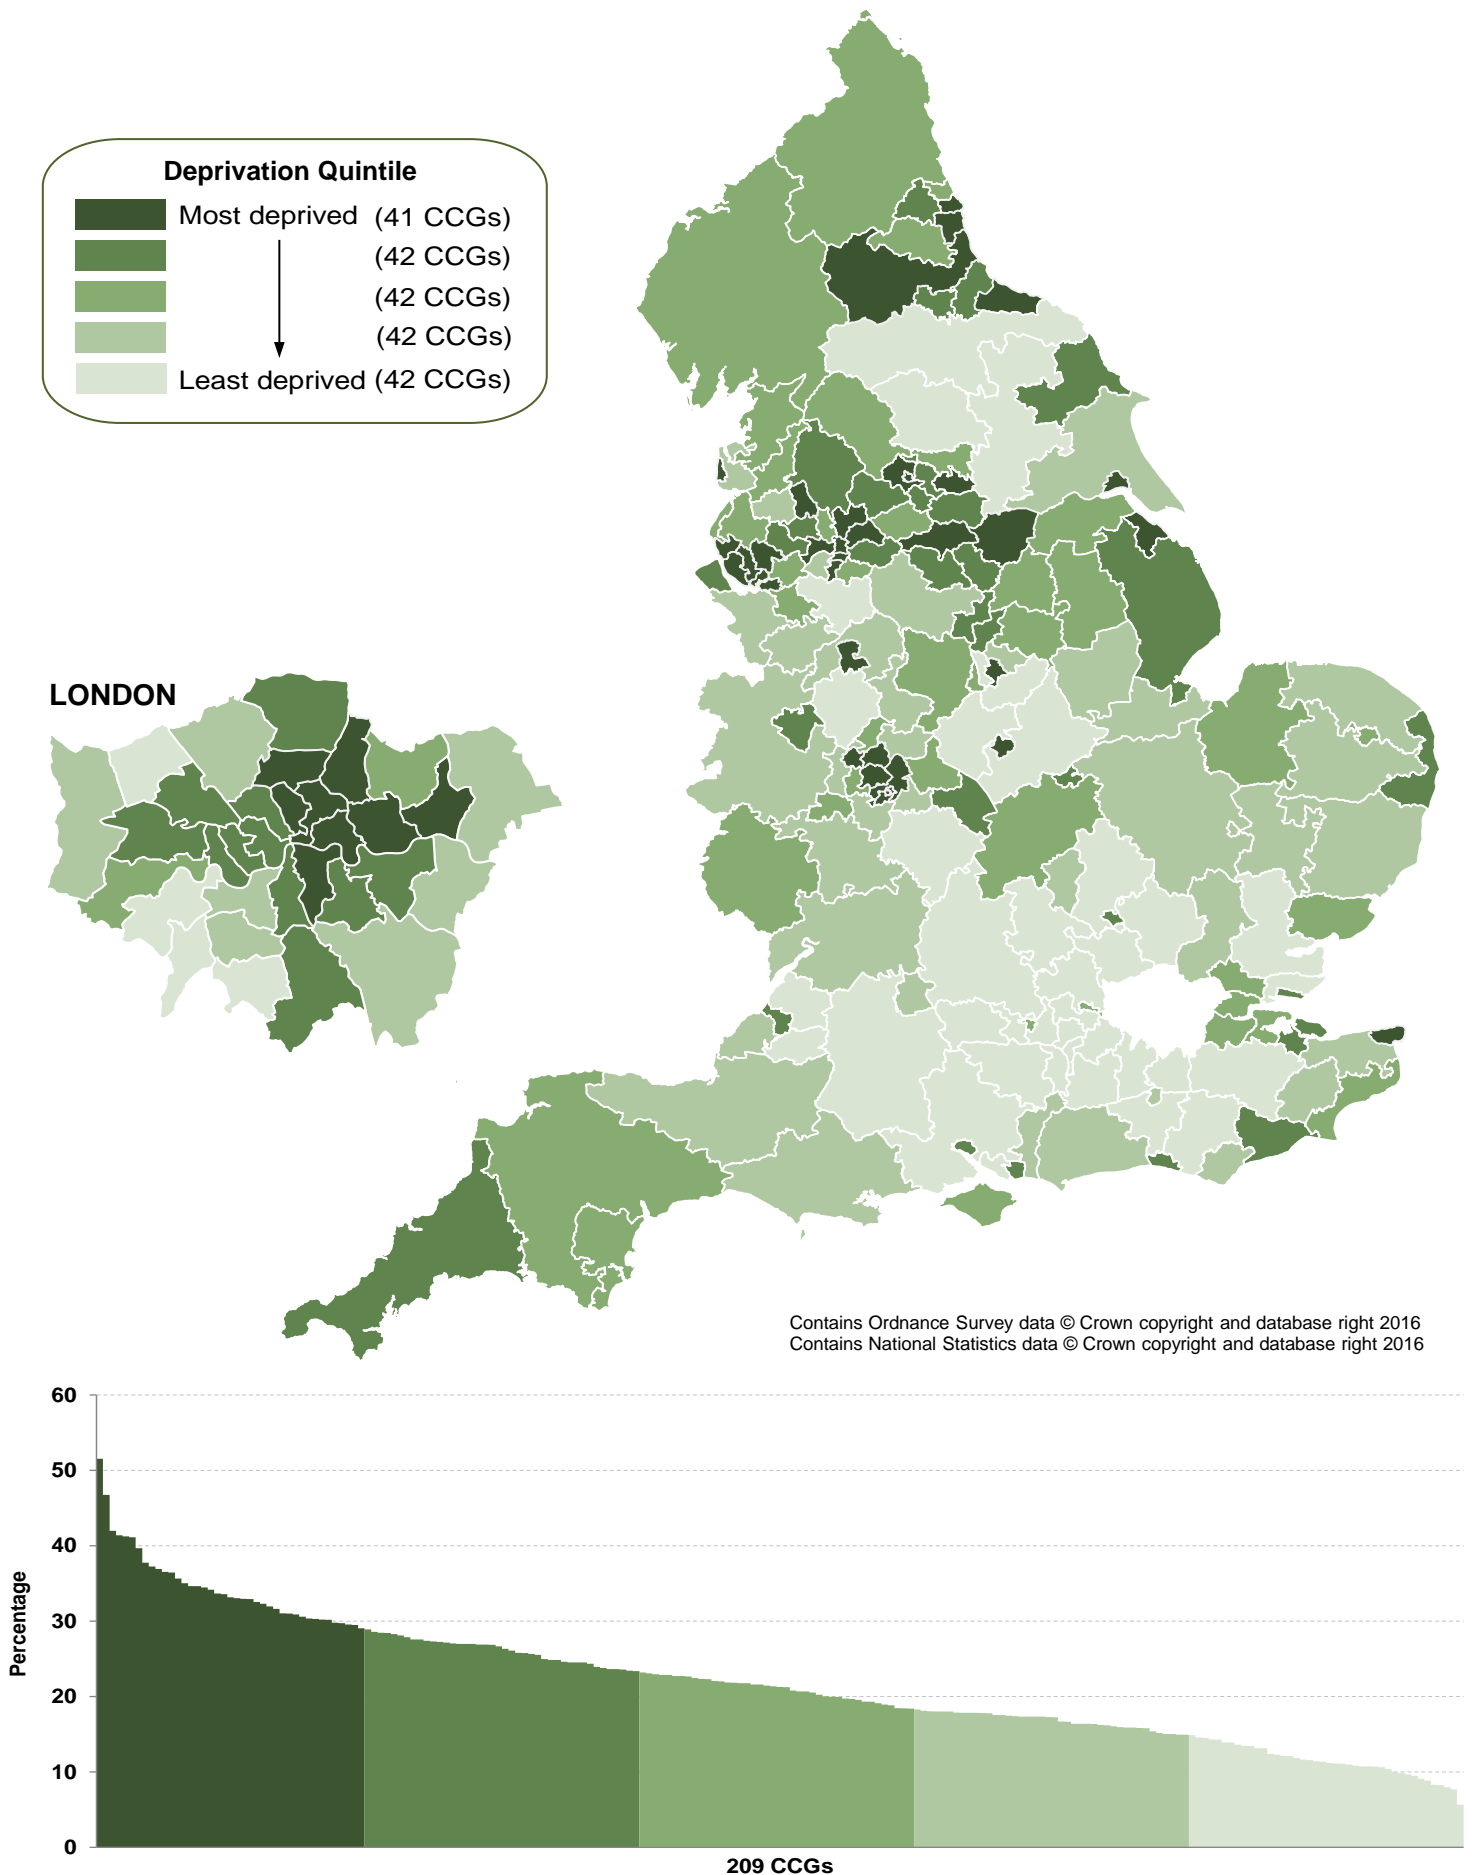 Deprivation Quintile
Most deprived (41 CCGs)
(42 CCGs)
(42 CCGs)
(42 CCGs)
Least deprived (42 CCGs)
LONDON
Contains Ordnance Survey data © Crown copyright and database right 2016
Contains National Statistics data © Crown copyright and database right 2016
60
50
40
30
20
10
0
Percentage
209 CCGs